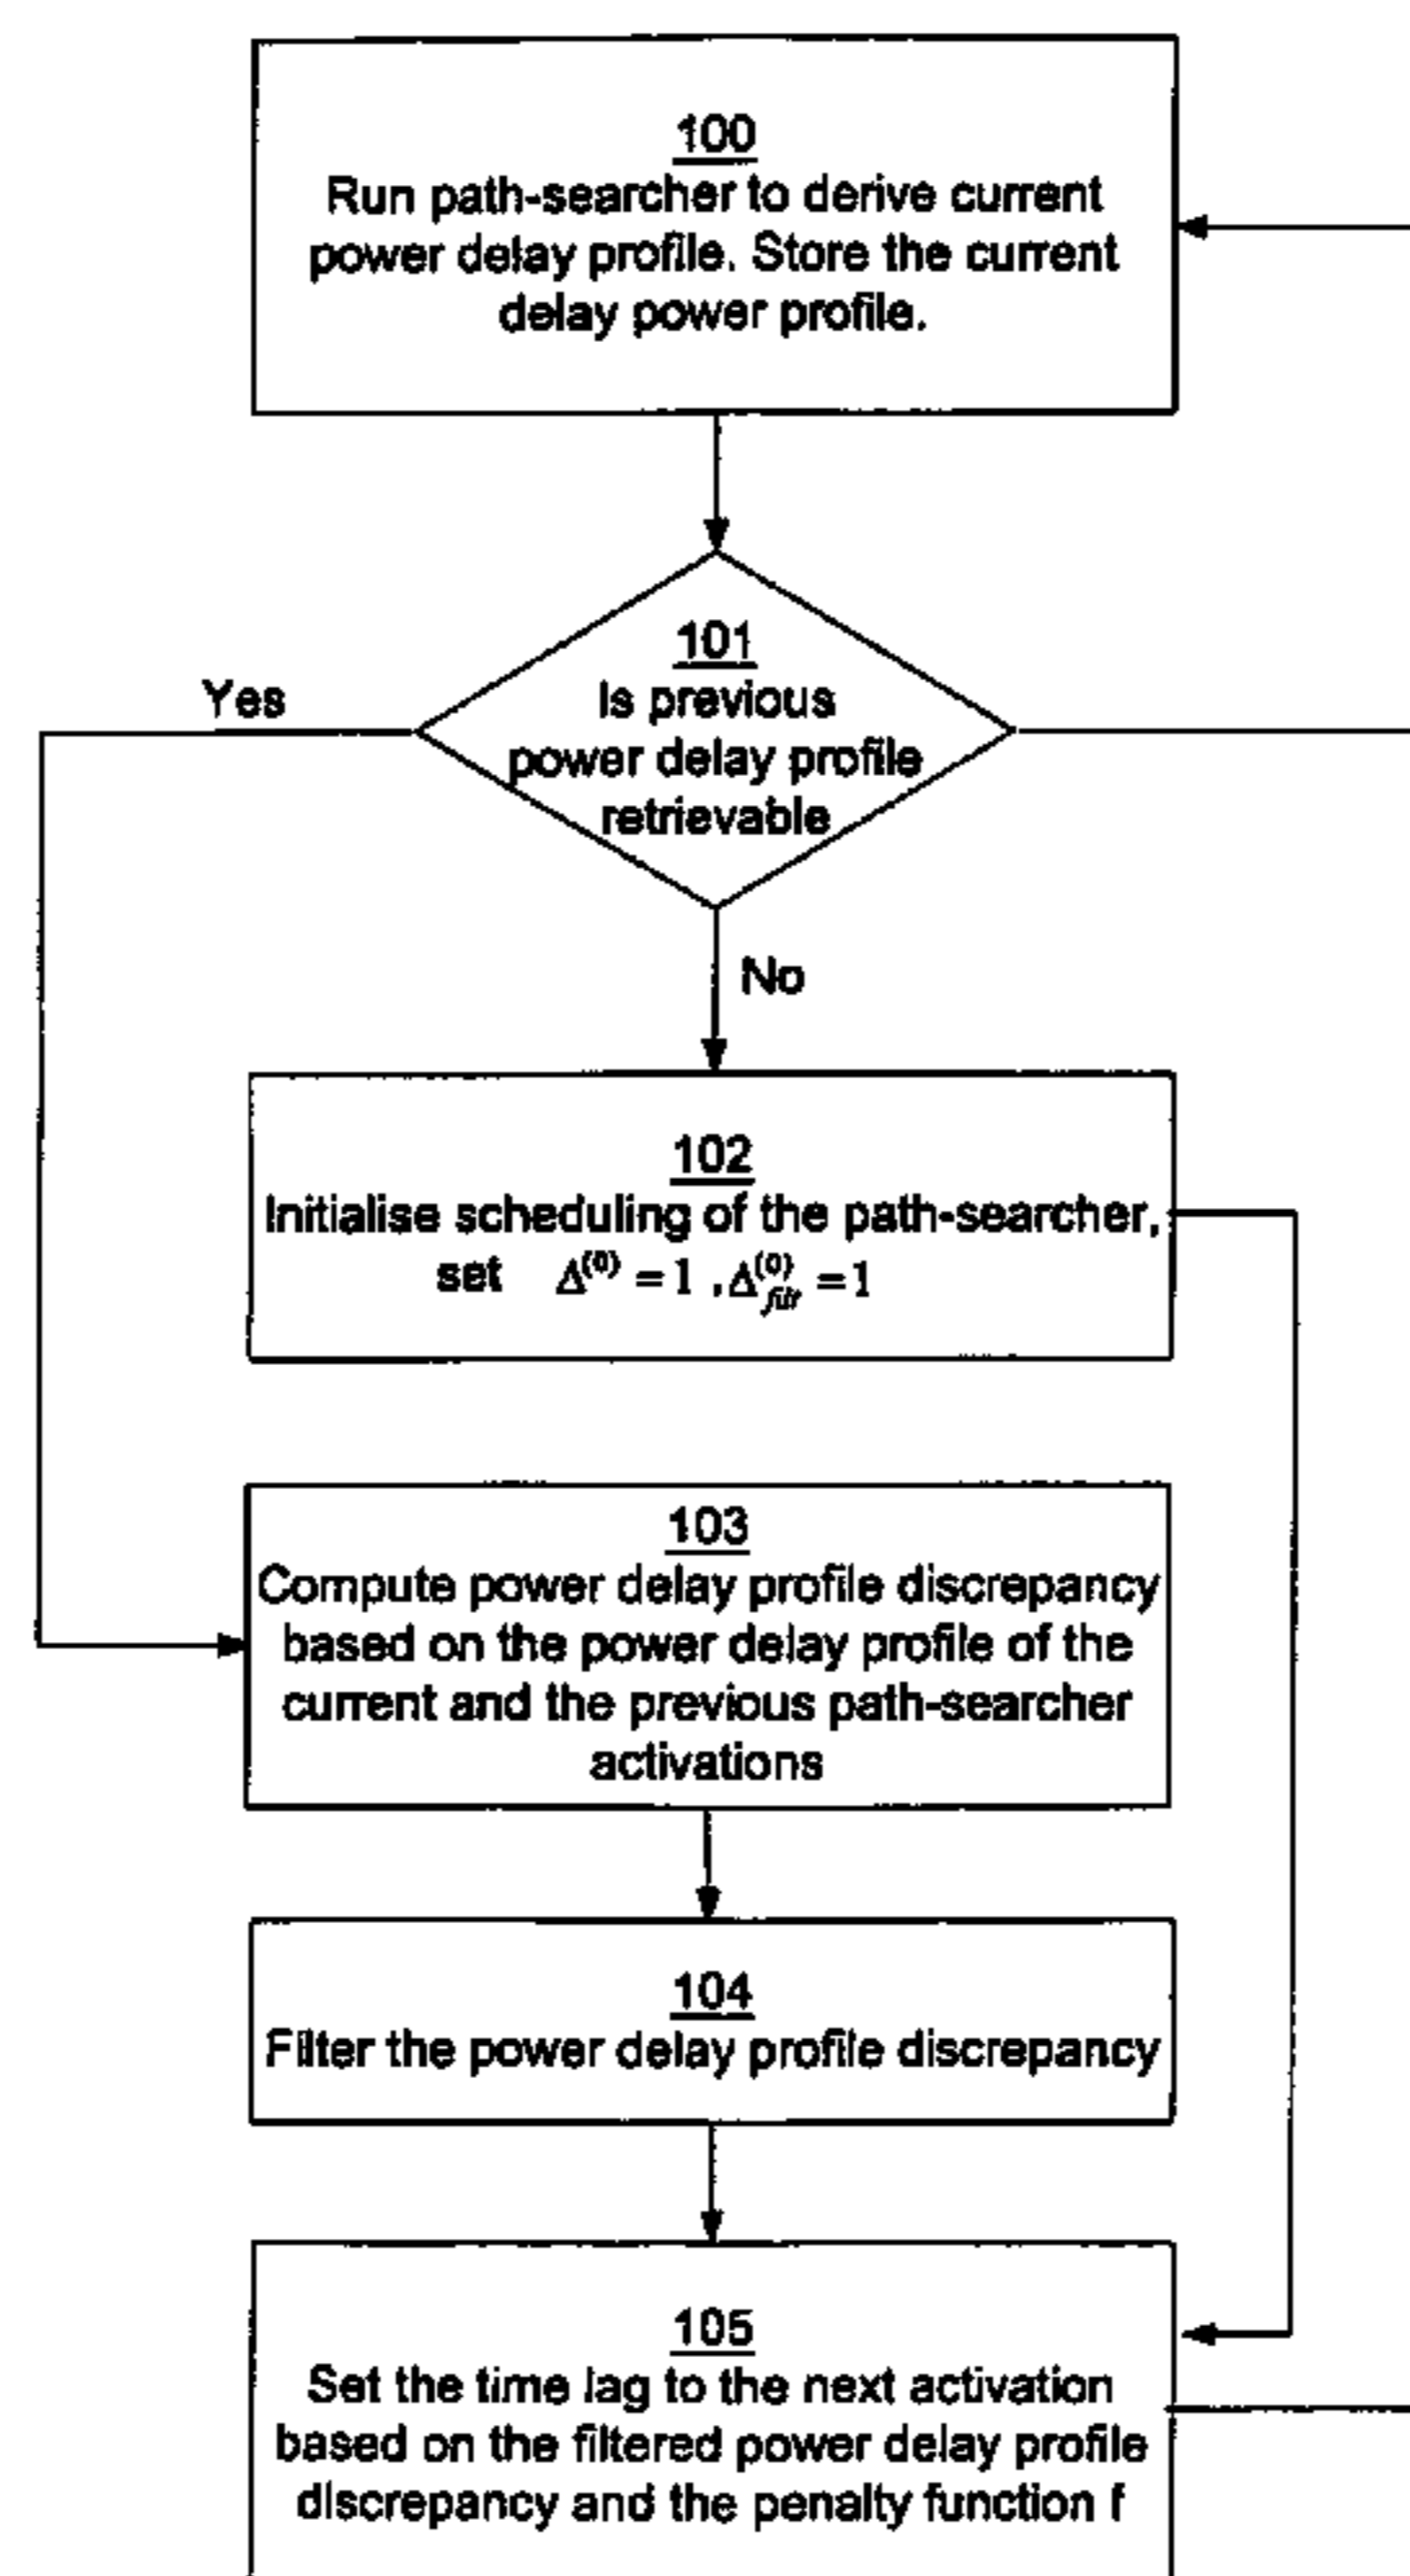 100
Run path-searcher to derive current
power delay profile. Store the current
delay power profile.
101
Is previous
power delay profile
retrievable
Yes
No
102
Initialise scheduling of the path-searcher,
set Δ^(0) = 1 , Δ_filt^(0) = 1
103
Compute power delay profile discrepancy
based on the power delay profile of the
current and the previous path-searcher
activations
104
Filter the power delay profile discrepancy
105
Set the time lag to the next activation
based on the filtered power delay profile
discrepancy and the penalty function f